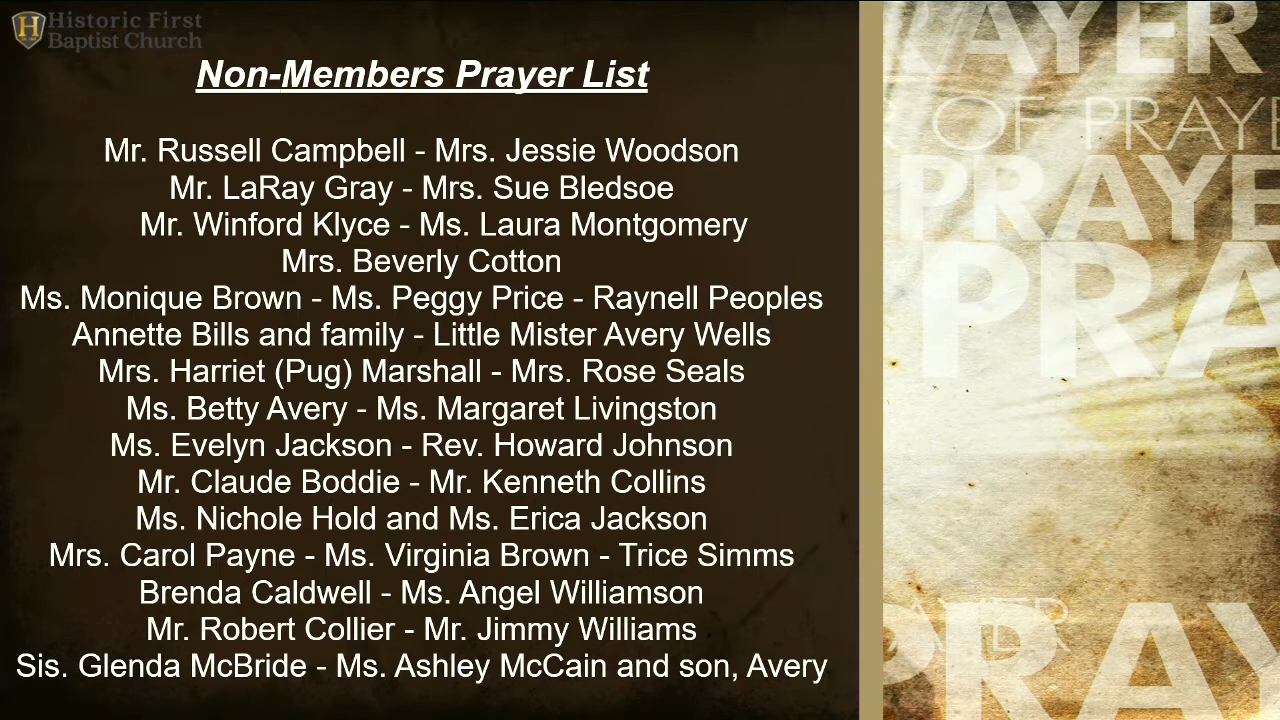 Historic First
Baptist Church
Non-Members Prayer List
Mr. Russell Campbell - Mrs. Jessie Woodson
Mr. LaRay Gray - Mrs. Sue Bledsoe
Mr. Winford Klyce - Ms. Laura Montgomery
Mrs. Beverly Cotton
Ms. Monique Brown - Ms. Peggy Price - Raynell Peoples
Annette Bills and family - Little Mister Avery Wells
Mrs. Harriet (Pug) Marshall - Mrs. Rose Seals
Ms. Betty Avery - Ms. Margaret Livingston
Ms. Evelyn Jackson - Rev. Howard Johnson
Mr. Claude Boddie - Mr. Kenneth Collins
Ms. Nichole Hold and Ms. Erica Jackson
Mrs. Carol Payne - Ms. Virginia Brown - Trice Simms
Brenda Caldwell - Ms. Angel Williamson
Mr. Robert Collier - Mr. Jimmy Williams
Sis. Glenda McBride - Ms. Ashley McCain and son, Avery
RAYER
R OF PRAYE
PRAYE
PRA
PRAY